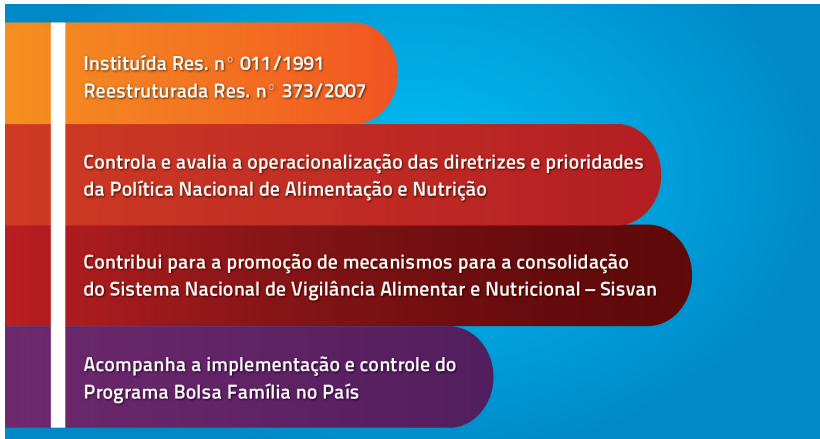 Instituída Res. n° 011/1991
Reestruturada Res. n° 373/2007
Controla e avalia a operacionalização das diretrizes e prioridades
da Política Nacional de Alimentação e Nutrição
Contribui para a promoção de mecanismos para a consolidação
do Sistema Nacional de Vigilância Alimentar e Nutricional – Sisvan
Acompanha a implementação e controle do
Programa Bolsa Família no País